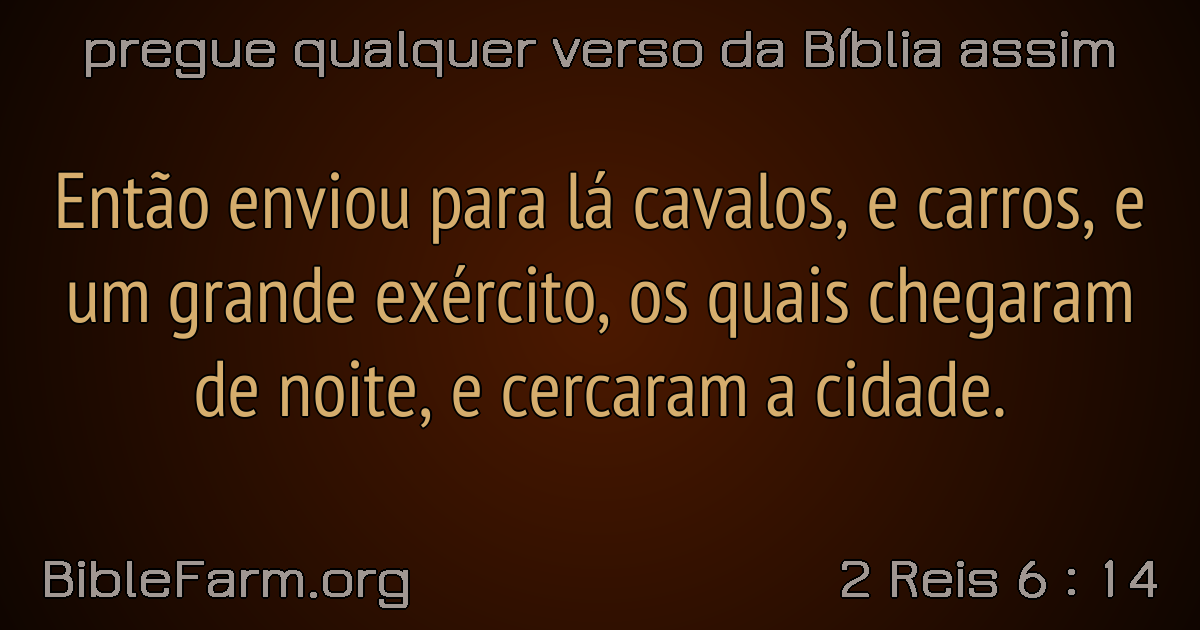 pregue qualquer verso da Bíblia assim
Então enviou para lá cavalos, e carros, e
um grande exército, os quais chegaram
de noite, e cercaram a cidade.
BibleFarm.org
2 Reis 6 : 14